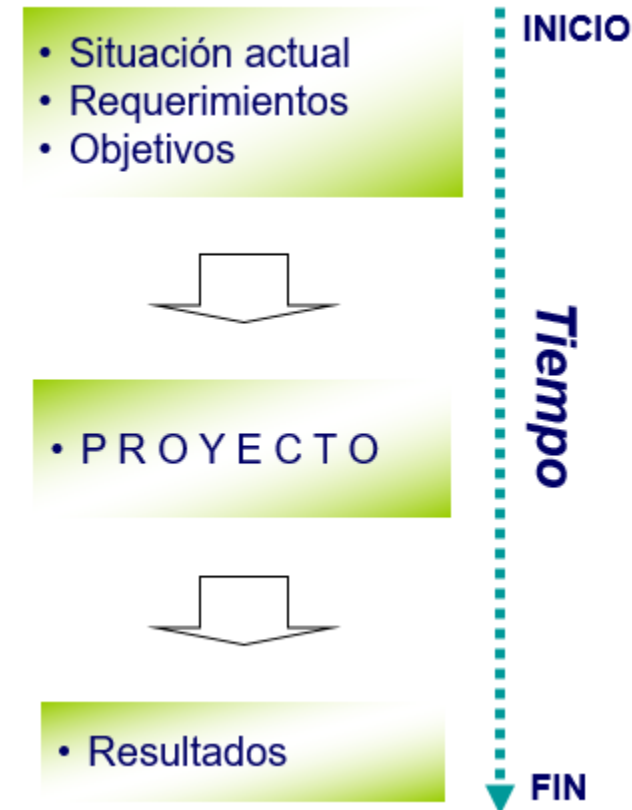 INICIO
• Situación actual
• Requerimientos
• Objetivos
Tiempo
• P R O Y E C T O
• Resultados
FIN